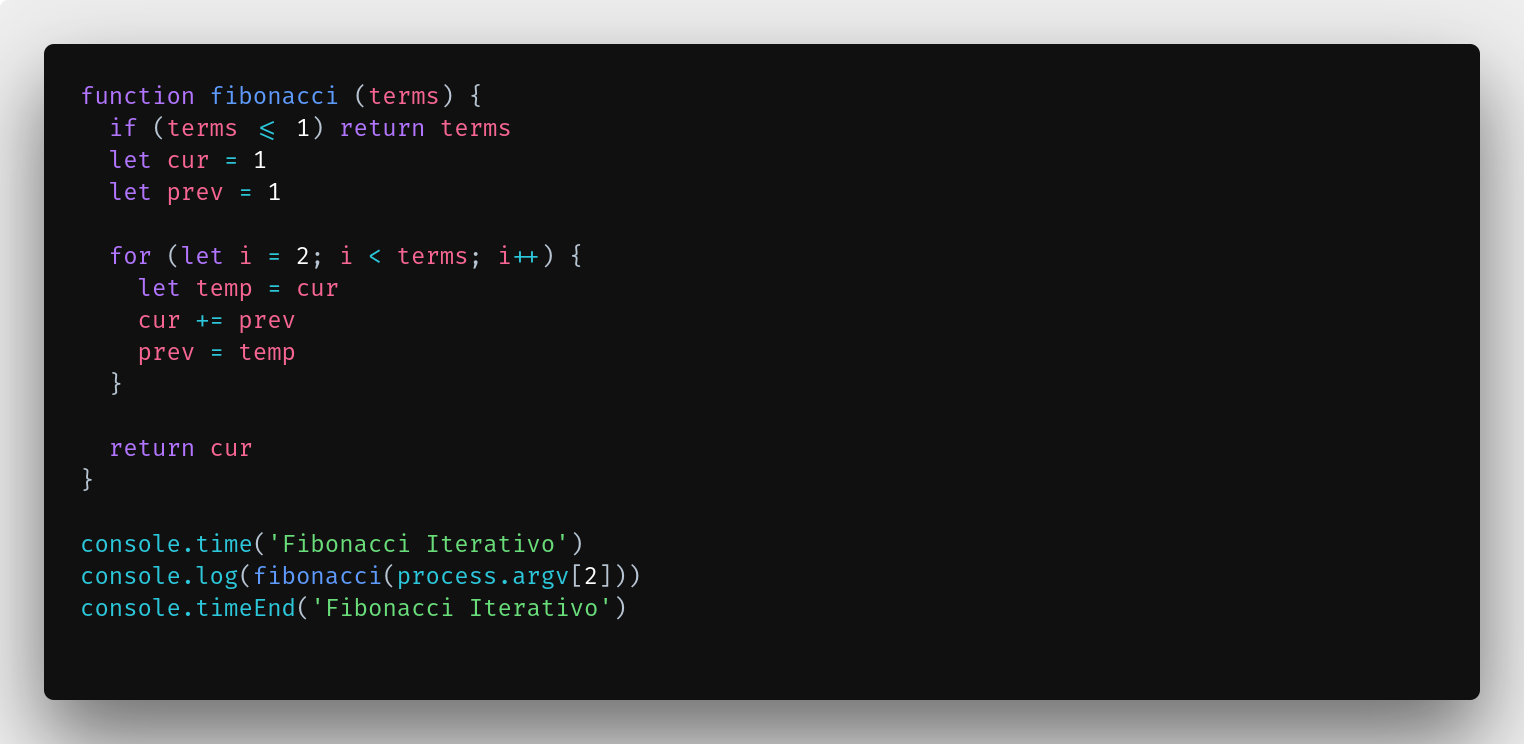 function fibonacci (terms) {
  if (terms <= 1) return terms
  let cur = 1
  let prev = 1

  for (let i = 2; i < terms; i++) {
    let temp = cur
    cur += prev
    prev = temp
  }

  return cur
}

console.time('Fibonacci Iterativo')
console.log(fibonacci(process.argv[2]))
console.timeEnd('Fibonacci Iterativo')